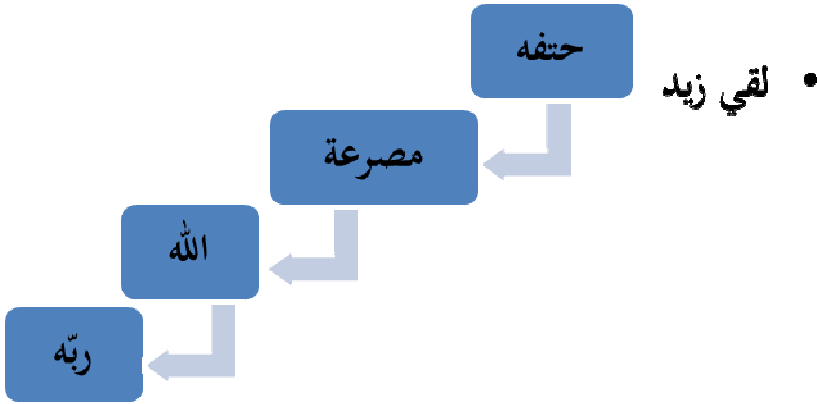 حتفه
• لقي زيد
مصرعة
الله
ربّه